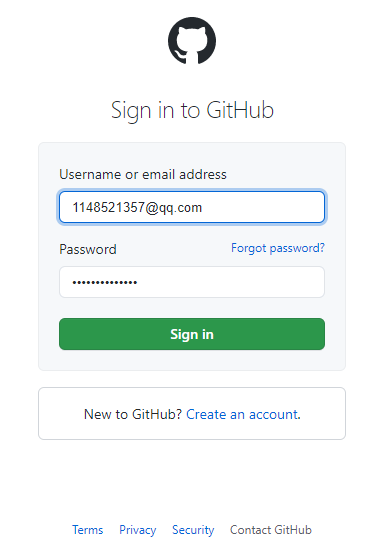 Sign in to GitHub
Username or email address
1148521357@qq.com
Password Forgot password?
••••••••••••••
Sign in
New to GitHub? Create an account.
Terms Privacy Security Contact GitHub